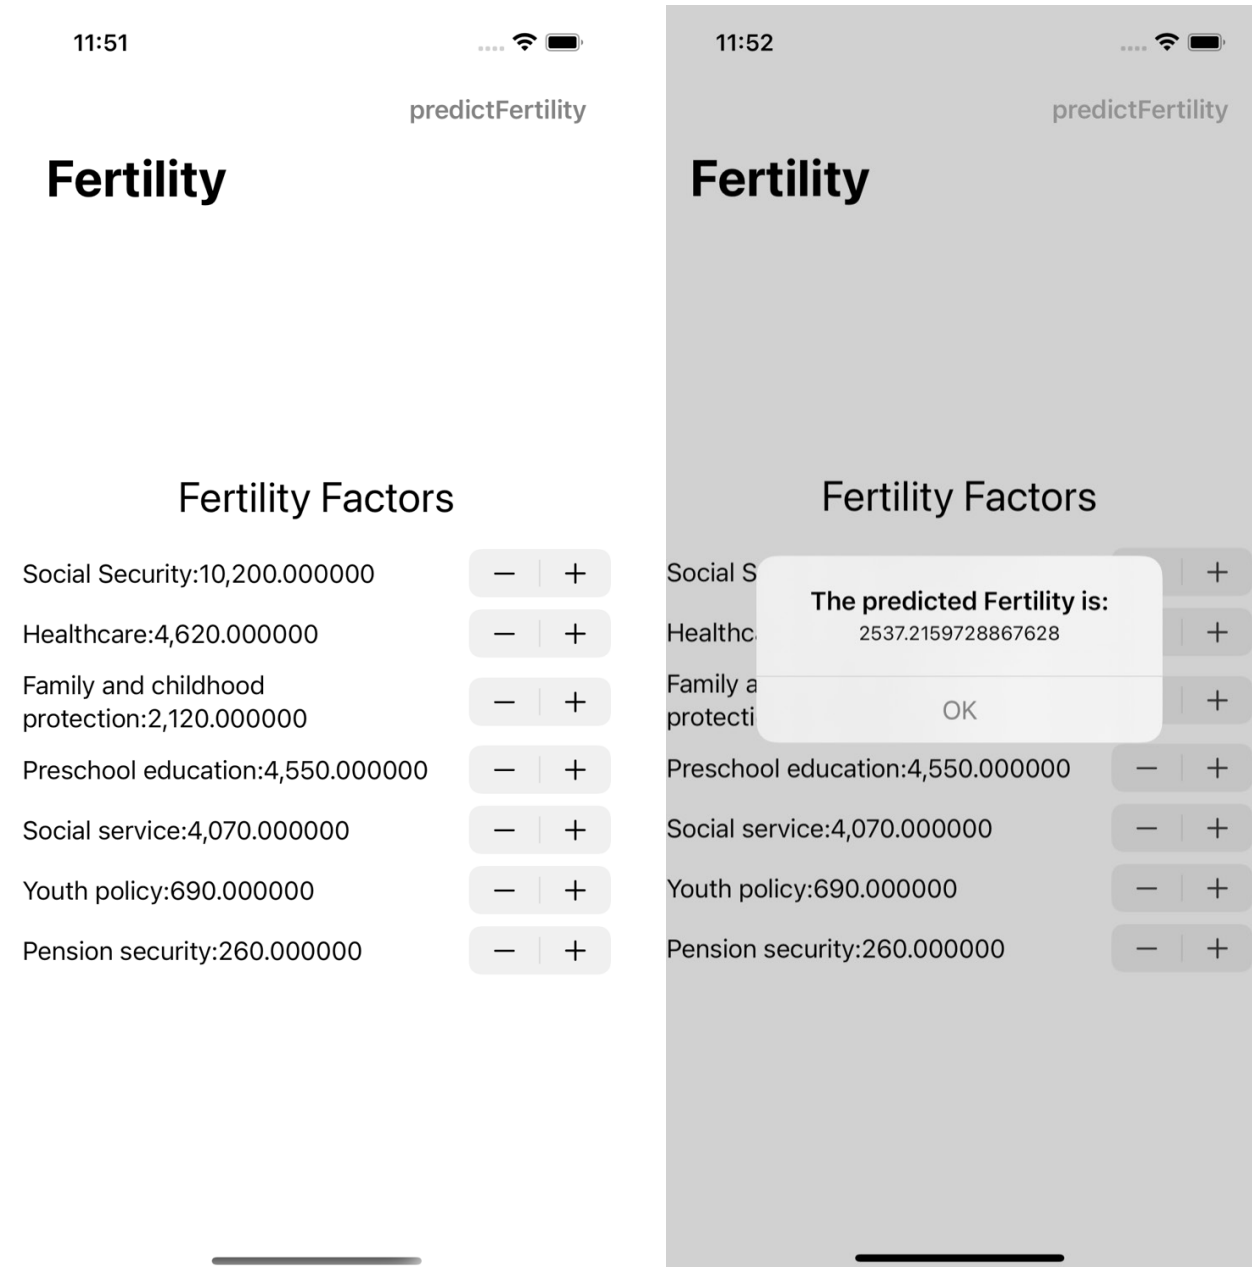 11:51
predictFertility
Fertility
Fertility Factors
Social Security:10,200.000000
Healthcare:4,620.000000
Family and childhood
protection:2,120.000000
Preschool education:4,550.000000
Social service:4,070.000000
Youth policy:690.000000
Pension security:260.000000
11:52
predictFertility
Fertility
Fertility Factors
Social S
Healthc
Family a
protecti
The predicted Fertility is:
2537.2159728867628
OK
Preschool education:4,550.000000
Social service:4,070.000000
Youth policy:690.000000
Pension security:260.000000